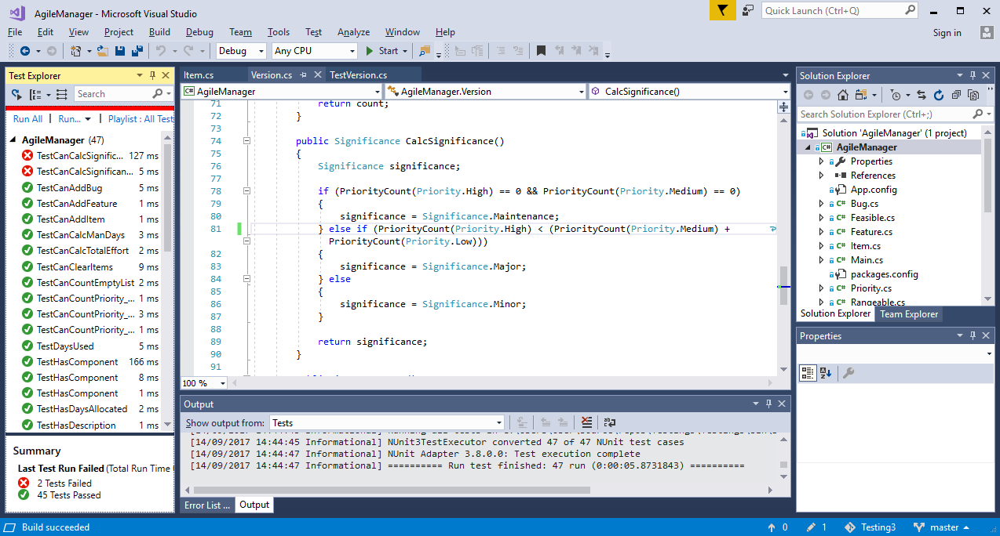 AgileManager - Microsoft Visual Studio
Quick Launch (Ctrl+Q)
File Edit View Project Build Debug Team Tools Test Analyze Window Help
Sign in
Debug Any CPU Start
Test Explorer
Search
Run All | Run... | Playlist : All Test
AgileManager (47)
TestCanCalcSignific... 127 ms
TestCanCalcSignifican... 5 ms
TestCanAddBug 5 ms
TestCanAddFeature 1 ms
TestCanAddItem 1 ms
TestCanCalcManDays 3 ms
TestCanCalcTotalEffort 2 ms
TestCanClearItems 9 ms
TestCanCountEmptyList 2 ms
TestCanCountPriority_... 1 ms
TestCanCountPriority_... 3 ms
TestCanCountPriority_... 1 ms
TestDaysUsed 5 ms
TestHasComponent 166 ms
TestHasComponent 8 ms
TestHasComponent 1 ms
TestHasDaysAllocated 2 ms
TestHasDescription 1 ms
Summary
Last Test Run Failed (Total Run Time
2 Tests Failed
45 Tests Passed
Item.cs Version.cs TestVersion.cs
C# AgileManager AgileManager.Version CalcSignificance()
71 return count;
72 }
73
74 public Significance CalcSignificance()
75 {
76 Significance significance;
77
78 if (PriorityCount(Priority.High) == 0 && PriorityCount(Priority.Medium) == 0)
79 {
80 significance = Significance.Maintenance;
81 } else if (PriorityCount(Priority.High) < (PriorityCount(Priority.Medium) +
PriorityCount(Priority.Low)))
82 {
83 significance = Significance.Major;
84 } else
85 {
86 significance = Significance.Minor;
87 }
88
89 return significance;
90 }
91
100 %
Output
Show output from: Tests
[14/09/2017 14:44:45 Informational] NUnit3TestExecutor converted 47 of 47 NUnit test cases
[14/09/2017 14:44:47 Informational] NUnit Adapter 3.8.0.0: Test execution complete
[14/09/2017 14:44:47 Informational] ========== Run test finished: 47 run (0:00:05.8731843) ==========
Error List ... Output
Solution Explorer
Search Solution Explorer (Ctrl+;)
Solution 'AgileManager' (1 project)
C# AgileManager
Properties
References
App.config
C# Bug.cs
C# Feasible.cs
C# Feature.cs
C# Item.cs
C# Main.cs
packages.config
C# Priority.cs
C# Rangeable.cs
Solution Explorer Team Explorer
Properties
Build succeeded
0 1 Testing3 master